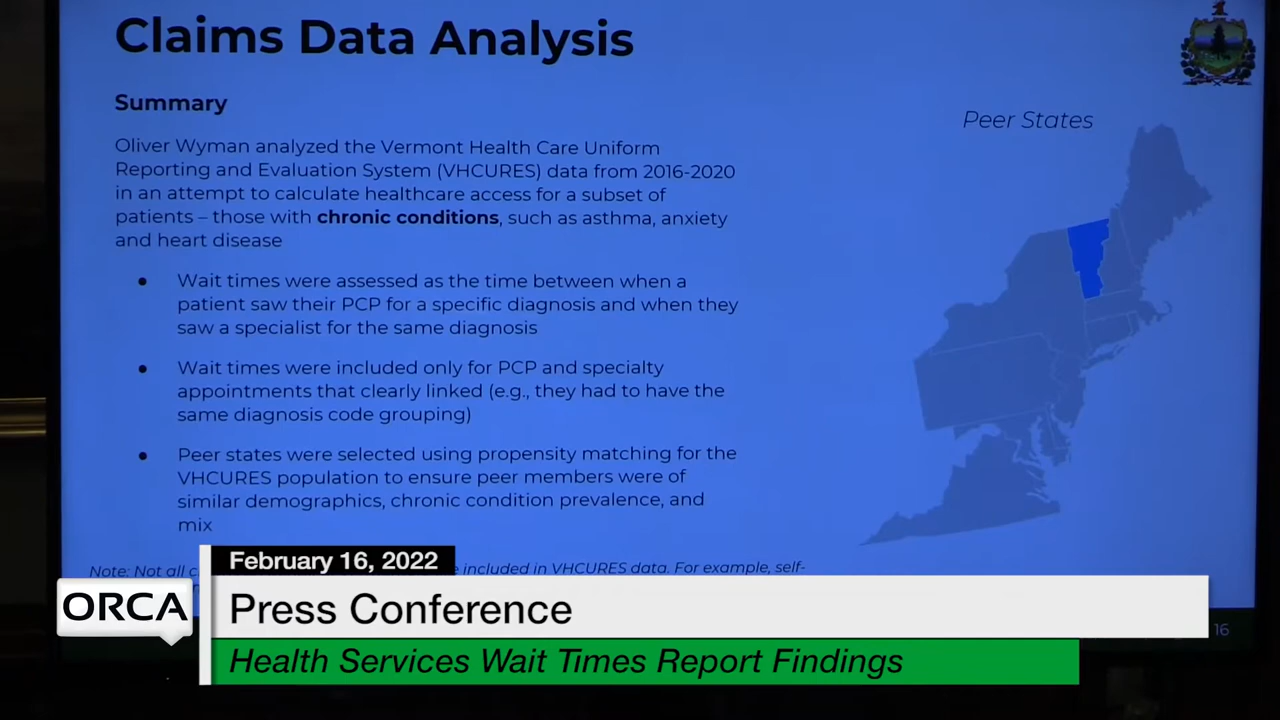 Claims Data Analysis
Summary
Peer States
Oliver Wyman analyzed the Vermont Health Care Uniform
Reporting and Evaluation System (VHCURES) data from 2016-2020
in an attempt to calculate healthcare access for a subset of
patients – those with chronic conditions, such as asthma, anxiety
and heart disease
● Wait times were assessed as the time between when a
patient saw their PCP for a specific diagnosis and when they
saw a specialist for the same diagnosis
● Wait times were included only for PCP and specialty
appointments that clearly linked (e.g., they had to have the
same diagnosis code grouping)
● Peer states were selected using propensity matching for the
VHCURES population to ensure peer members were of
similar demographics, chronic condition prevalence, and
mix
Note: Not all included in VHCURES data. For example, self-
16
February 16, 2022
ORCA
Press Conference
Health Services Wait Times Report Findings